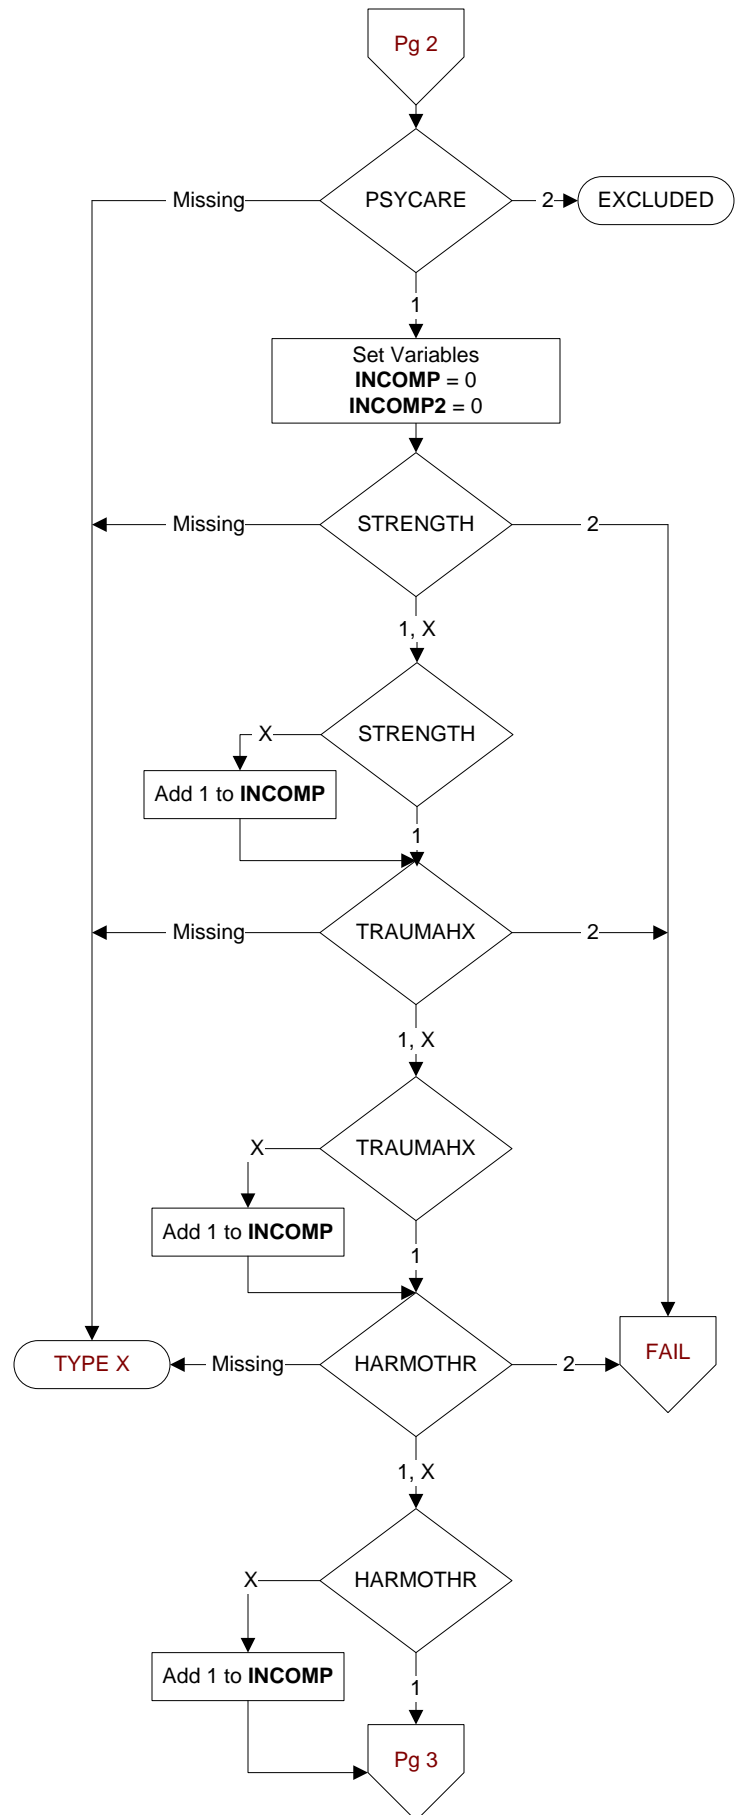 Pg 2
PSYCARE
Missing
2
EXCLUDED
1
Set Variables
INCOMP = 0
INCOMP2 = 0
Missing
STRENGTH
2
1, X
STRENGTH
X
Add 1 to INCOMP
1
Missing
TRAUMAHX
2
1, X
TRAUMAHX
X
Add 1 to INCOMP
1
TYPE X
Missing
HARMOTHR
2
FAIL
1, X
HARMOTHR
X
Add 1 to INCOMP
1
Pg 3